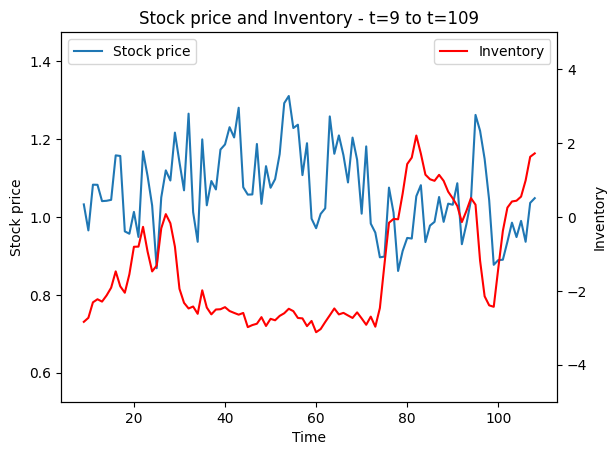 Stock price and Inventory - t=9 to t=109
Stock price
Inventory
1.4
1.2
1.0
0.8
0.6
Stock price
4
2
0
−2
−4
Inventory
20
40
60
80
100
Time